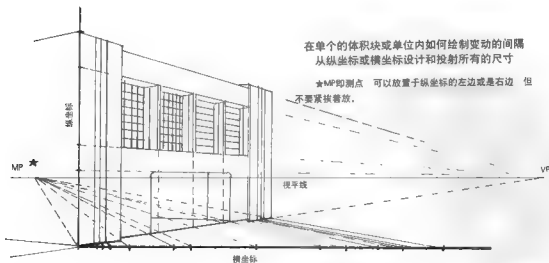 在单个的体积块或单位内如何绘制变动的间隔
从纵坐标或横坐标设计和投射所有的尺寸
★MP即测点 可以放置于纵坐标的左边或是右边 但
不要紧挨着放。
纵坐标
MP ★
VP
视平线
横坐标